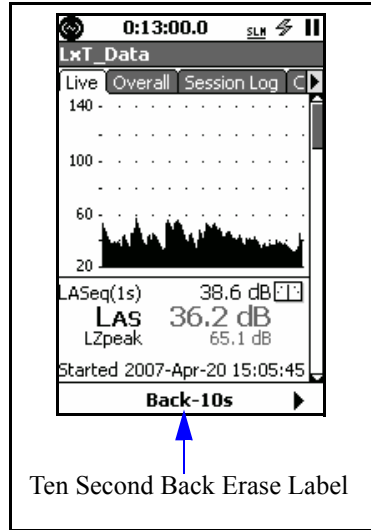 0:13:00.0 SLM
LxT_Data
Live Overall Session Log C
140
100
60
20
LASeq(1s) 38.6 dB
LAS 36.2 dB
LZpeak 65.1 dB
Started 2007-Apr-20 15:05:45
Back-10s
Ten Second Back Erase Label